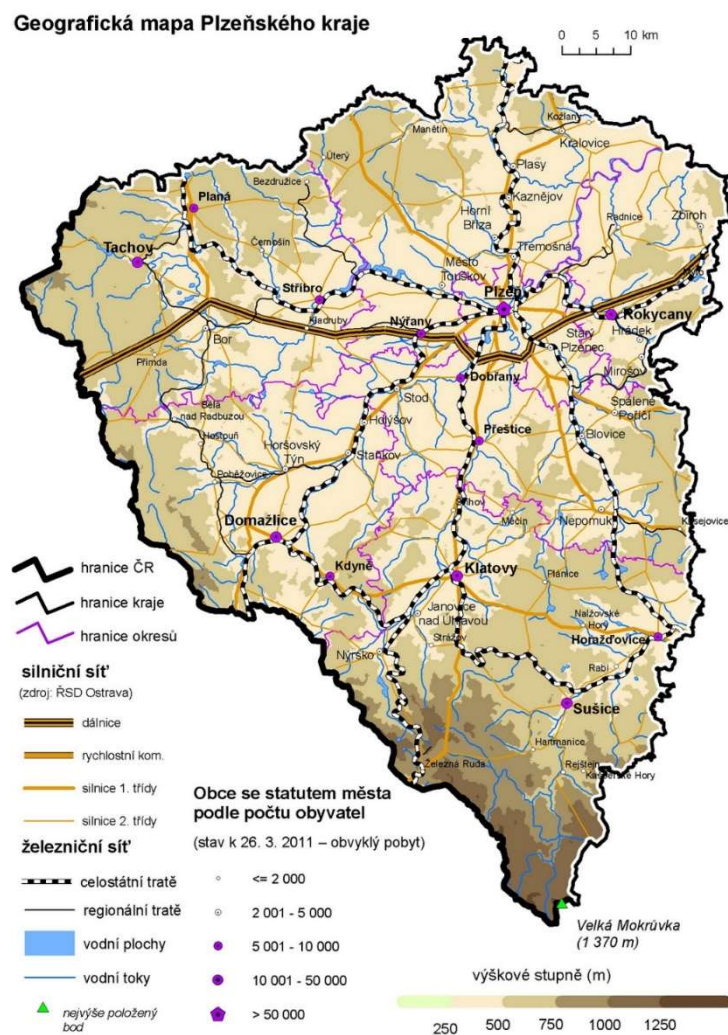 Geografická mapa Plzeňského kraje
0 5 10 km
Kožlany
Manětín
Kralovice
Úterý
Plasy
Bezdružice
Kaznějov
Planá
Radnice
Zbiroh
Horní
Bříza
Tachov
Černošín
Třemošná
Město
Touškov
Stříbro
Plzeň
Rokycany
Kladruby
Nýřany
Hrádek
Bor
Starý
Plzenec
Přimda
Mirošov
Dobřany
Bělá
nad Radbuzou
Stod
Spálené
Poříčí
Holýšov
Hostouň
Přeštice
Blovice
Horšovský
Týn
Staňkov
Poběžovice
Švihov
Měčín
Nepomuk
Kasejovice
Domažlice
Kdyně
Klatovy
Plánice
Janovice
nad Úhlavou
Nalžovské
Hory
Strážov
Horažďovice
Nýrsko
Rabí
Sušice
Hartmanice
Železná Ruda
Rejštejn
Kašperské Hory
Velká Mokrůvka
(1 370 m)
hranice ČR
hranice kraje
hranice okresů
silniční síť
(zdroj: ŘSD Ostrava)
dálnice
rychlostní kom.
silnice 1. třídy
silnice 2. třídy
železniční síť
celostátní tratě
regionální tratě
vodní plochy
vodní toky
nejvýše položený
bod
Obce se statutem města
podle počtu obyvatel
(stav k 26. 3. 2011 – obvyklý pobyt)
<= 2 000
2 001 - 5 000
5 001 - 10 000
10 001 - 50 000
> 50 000
výškové stupně (m)
250 500 750 1000 1250